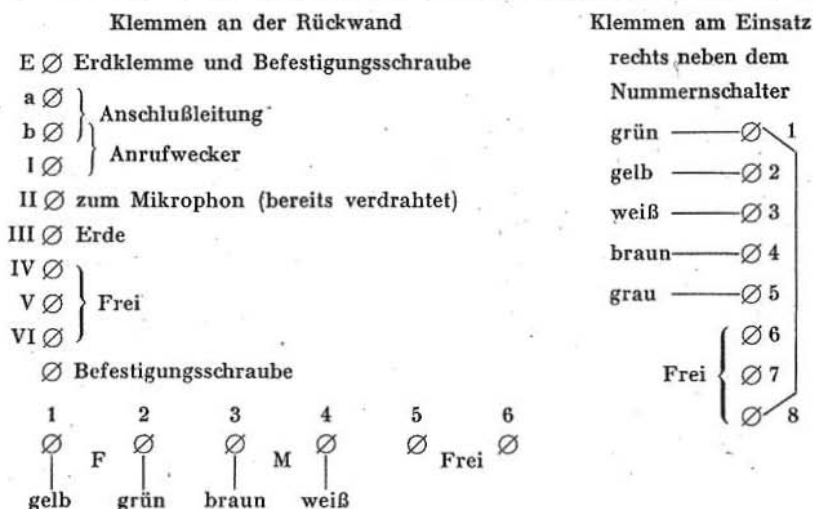 Klemmen an der Rückwand
E Erdklemme und Befestigungsschraube
a
Anschlußleitung
b
Anrufwecker
I
II zum Mikrophon (bereits verdrahtet)
III Erde
IV
V Frei
VI
Befestigungsschraube
1 2 3 4 5 6
F M Frei
gelb grün braun weiß
Klemmen am Einsatz
rechts neben dem
Nummernschalter
grün 1
gelb 2
weiß 3
braun 4
grau 5
6
Frei 7
8